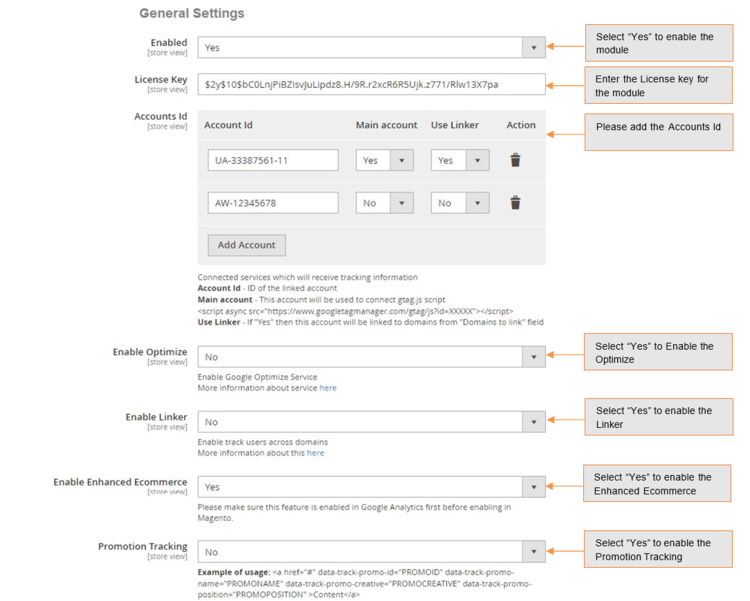 General Settings
Enabled
[store view]
Yes
Select “Yes” to enable the
module
License Key
[store view]
$2y$10$bC0LnjPiBZIsvJuLipdz8.H/9R.r2xcR6R5Ujk.z771/Rlw13X7pa
Enter the License key for
the module
Accounts Id
[store view]
Account Id Main account Use Linker Action
Please add the Accounts Id
UA-33387561-11 Yes Yes
AW-12345678 No No
Add Account
Connected services which will receive tracking information
Account Id - ID of the linked account
Main account - This account will be used to connect gtag.js script
<script async src="https://www.googletagmanager.com/gtag/js?id=XXXXX"></script>
Use Linker - If "Yes" then this account will be linked to domains from "Domains to link" field
Enable Optimize
[store view]
No
Select “Yes” to Enable the
Optimize
Enable Google Optimize Service
More information about service here
Enable Linker
[store view]
No
Select “Yes” to enable the
Linker
Enable track users across domains
More information about this here
Enable Enhanced Ecommerce
[store view]
Yes
Select “Yes” to enable the
Enhanced Ecommerce
Please make sure this feature is enabled in Google Analytics first before enabling in
Magento.
Promotion Tracking
[store view]
No
Select “Yes” to enable the
Promotion Tracking
Example of usage: <a href="#" data-track-promo-id="PROMOID" data-track-promo-
name="PROMONAME" data-track-promo-creative="PROMOCREATIVE" data-track-promo-
position="PROMOPOSITION" >Content</a>